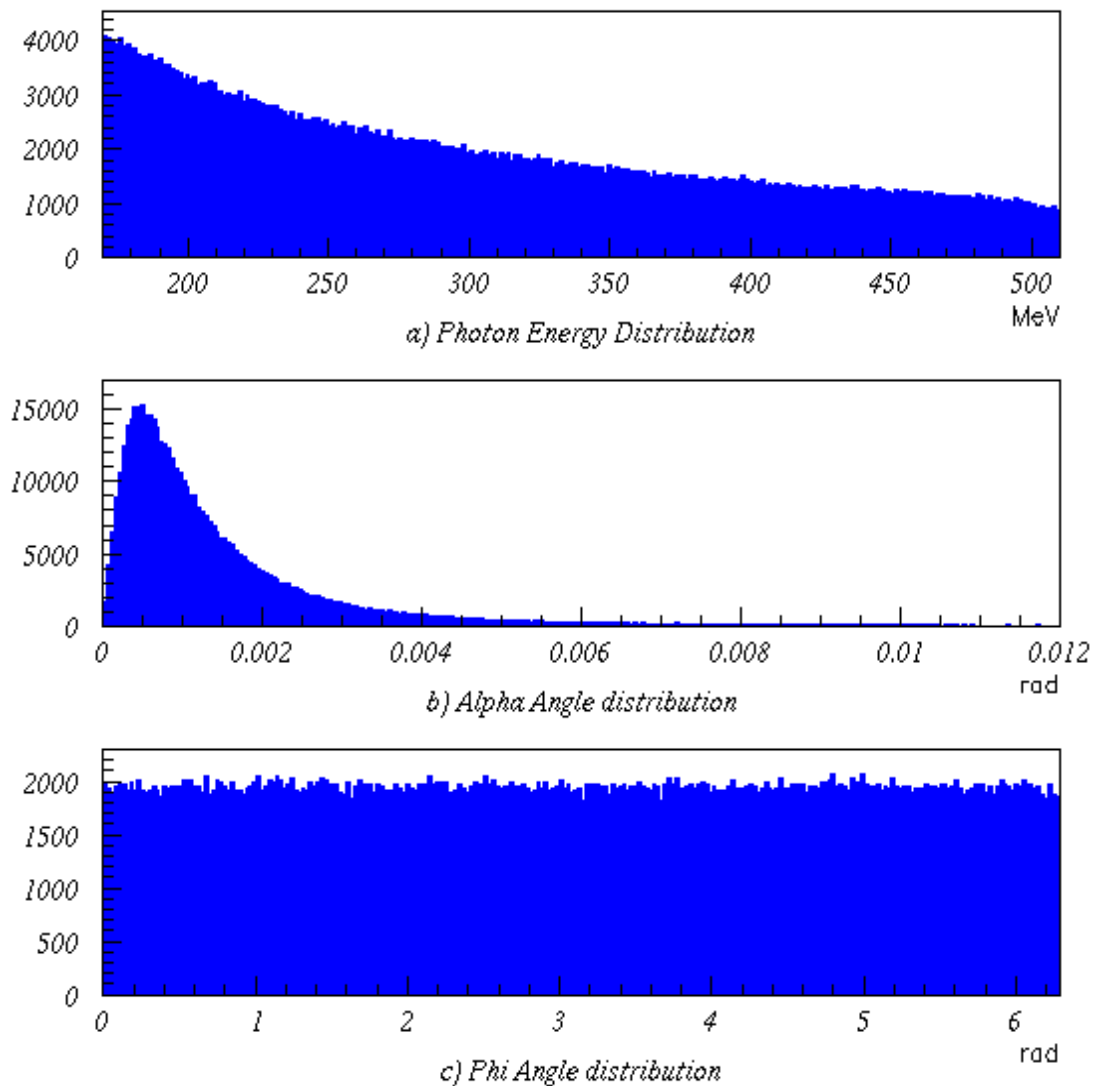 4000
3000
2000
1000
0
200 250 300 350 400 450 500
MeV
a) Photon Energy Distribution
15000
10000
5000
0
0 0.002 0.004 0.006 0.008 0.01 0.012
rad
b) Alpha Angle distribution
2000
1500
1000
500
0
0 1 2 3 4 5 6
rad
c) Phi Angle distribution